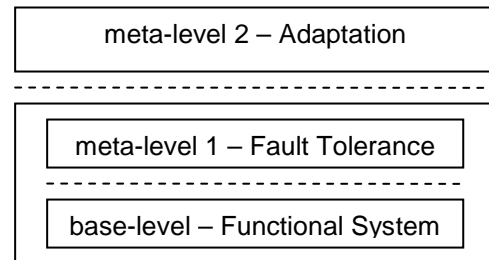 meta-level 2 – Adaptation
meta-level 1 – Fault Tolerance
base-level – Functional System